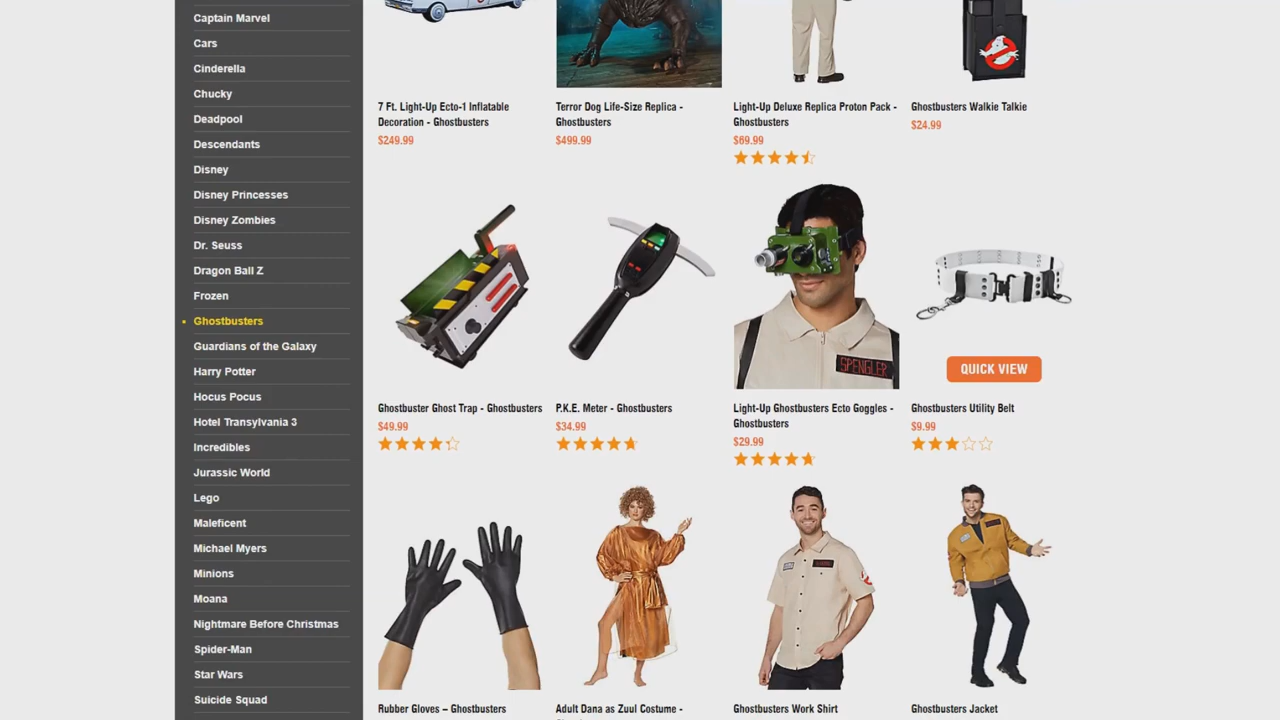 Captain Marvel
Cars
Cinderella
Chucky
Deadpool
Descendants
Disney
Disney Princesses
Disney Zombies
Dr. Seuss
Dragon Ball Z
Frozen
Ghostbusters
Guardians of the Galaxy
Harry Potter
Hocus Pocus
Hotel Transylvania 3
Incredibles
Jurassic World
Lego
Maleficent
Michael Myers
Minions
Moana
Nightmare Before Christmas
Spider-Man
Star Wars
Suicide Squad
7 Ft. Light-Up Ecto-1 Inflatable
Decoration - Ghostbusters
$249.99
Terror Dog Life-Size Replica -
Ghostbusters
$499.99
Light-Up Deluxe Replica Proton Pack -
Ghostbusters
$69.99
Ghostbusters Walkie Talkie
$24.99
SPENGLER
QUICK VIEW
Ghostbuster Ghost Trap - Ghostbusters
$49.99
P.K.E. Meter - Ghostbusters
$34.99
Light-Up Ghostbusters Ecto Goggles -
Ghostbusters
$29.99
Ghostbusters Utility Belt
$9.99
Rubber Gloves – Ghostbusters
Adult Dana as Zuul Costume -
Ghostbusters Work Shirt
Ghostbusters Jacket